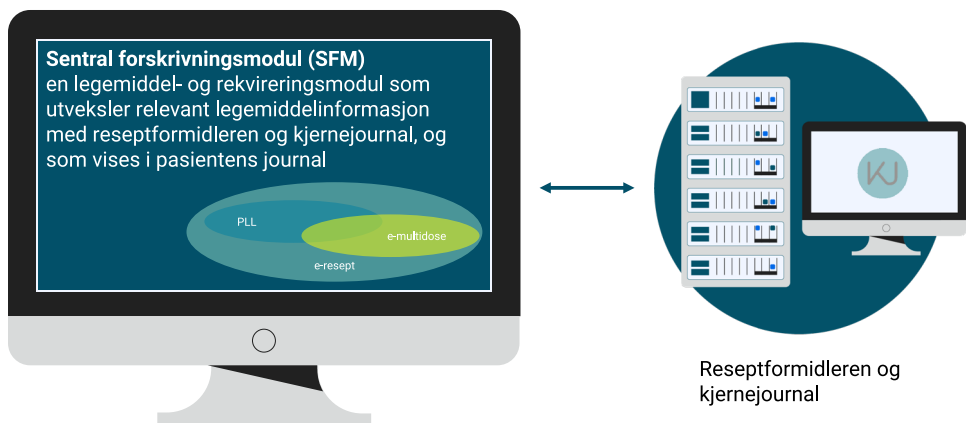 Sentral forskrivningsmodul (SFM)
en legemiddel- og rekvireringsmodul som
utveksler relevant legemiddelinformasjon
med reseptformidleren og kjernejournal, og
som vises i pasientens journal
PLL
e-multidose
e-resept
KJ
Reseptformidleren og
kjernejournal